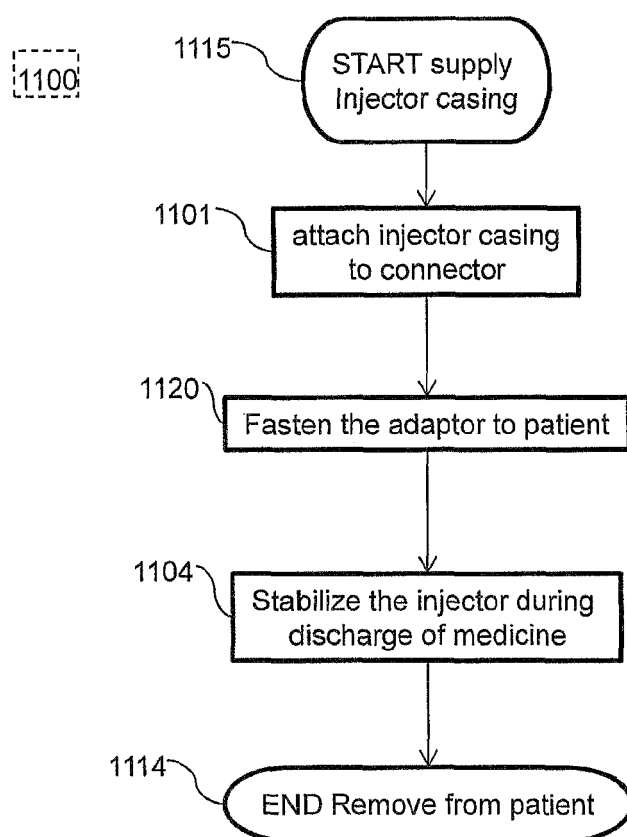 1100
1115
START supply
Injector casing
1101
attach injector casing
to connector
1120
Fasten the adaptor to patient
1104
Stabilize the injector during
discharge of medicine
1114
END Remove from patient